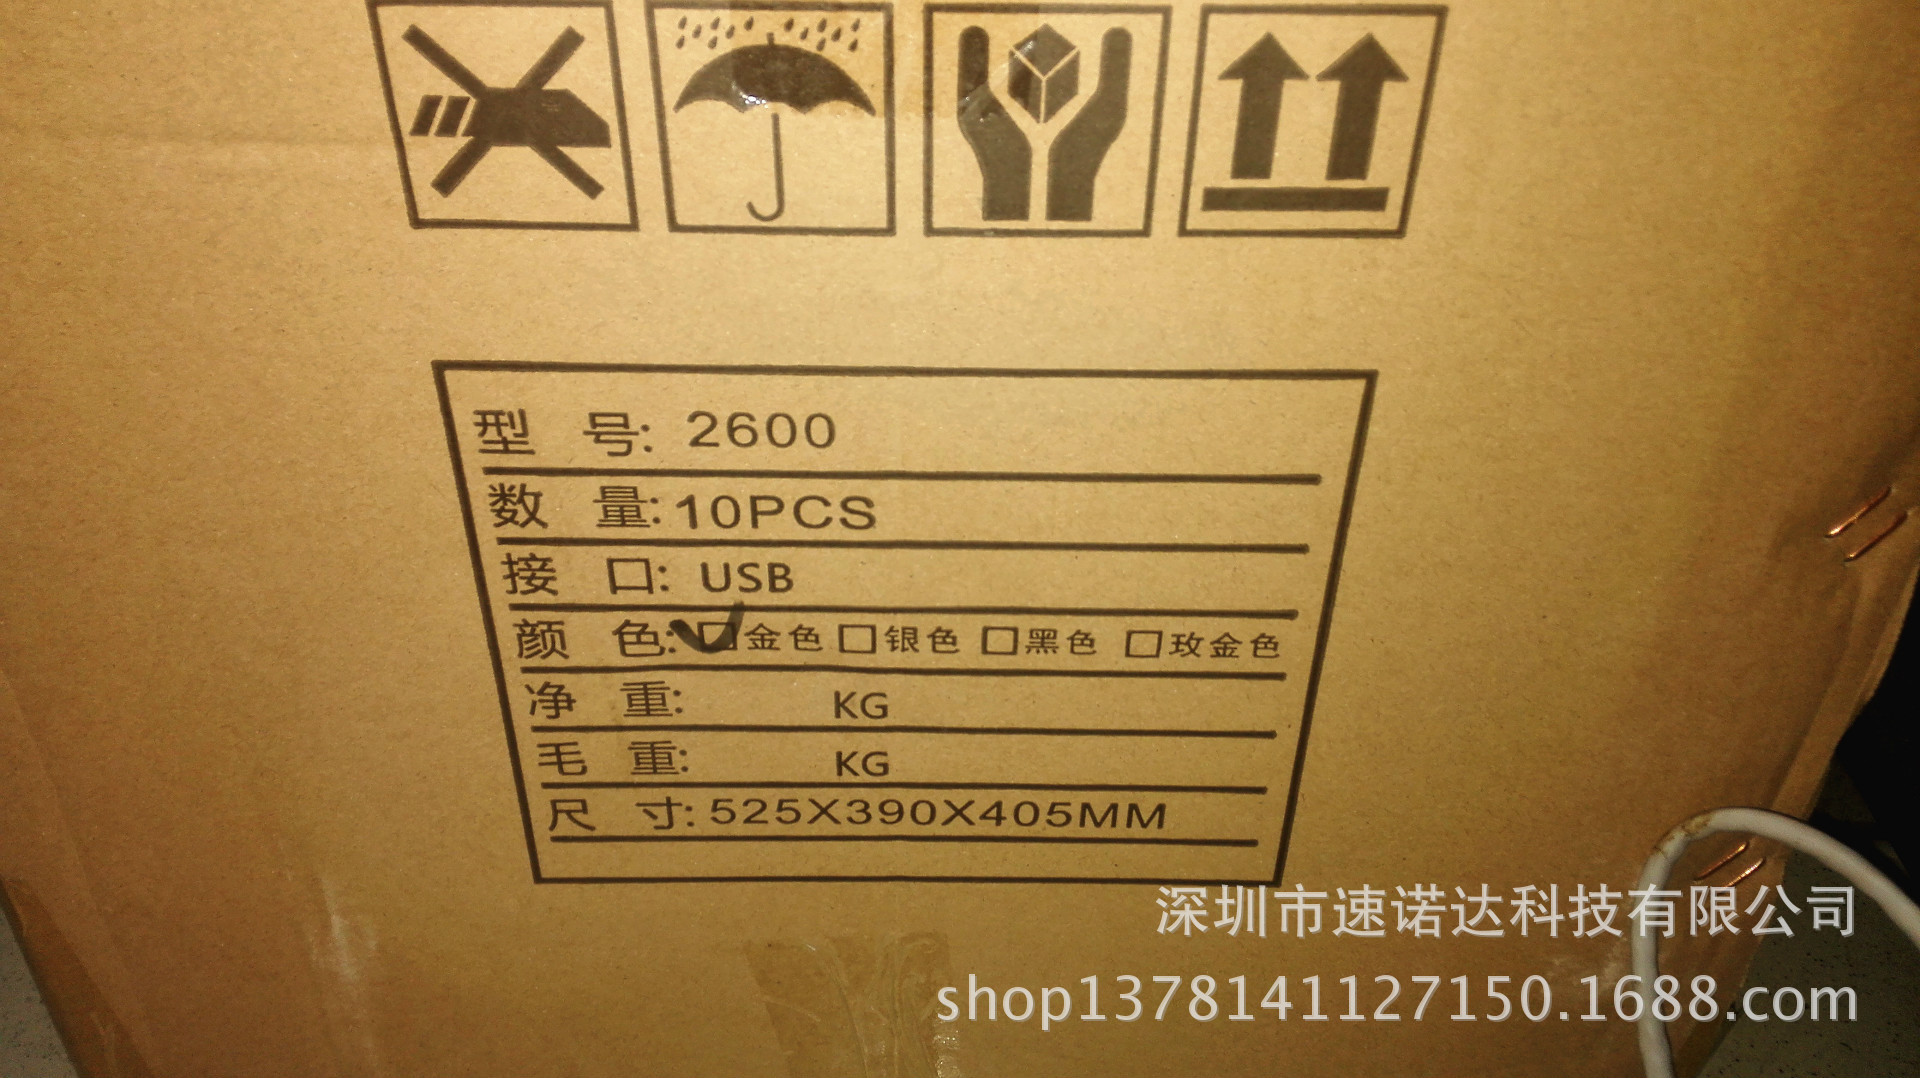 型 号: 2600
数 量: 10PCS
接 口: USB
颜 色: 金色 银色 黑色 玫金色
净 重: KG
毛 重: KG
尺 寸: 525X390X405MM
深圳市速诺达科技有限公司
shop1378141127150.1688.com